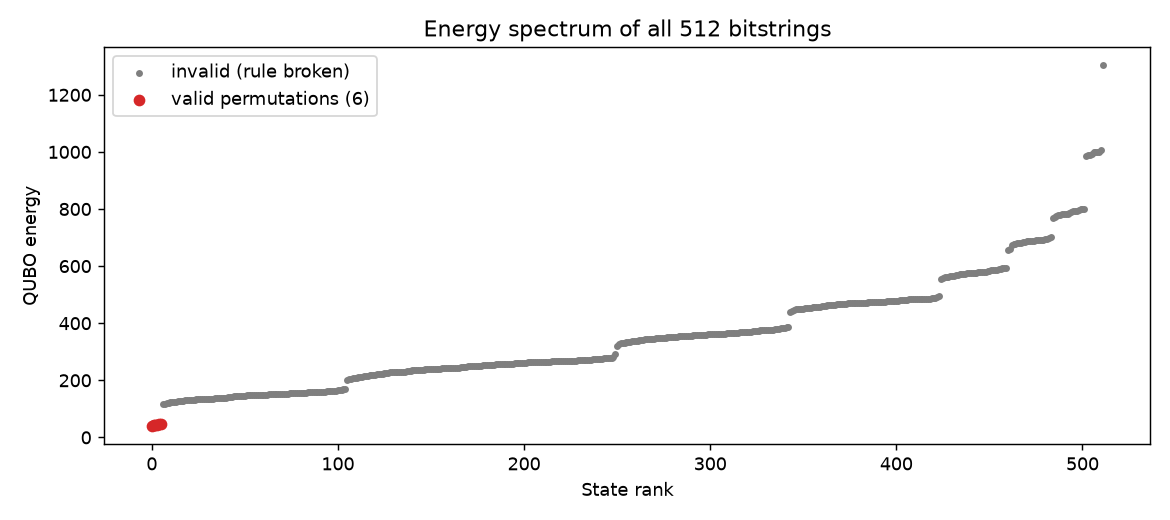 Energy spectrum of all 512 bitstrings
invalid (rule broken)
valid permutations (6)
QUBO energy
1200
1000
800
600
400
200
0
0 100 200 300 400 500
State rank